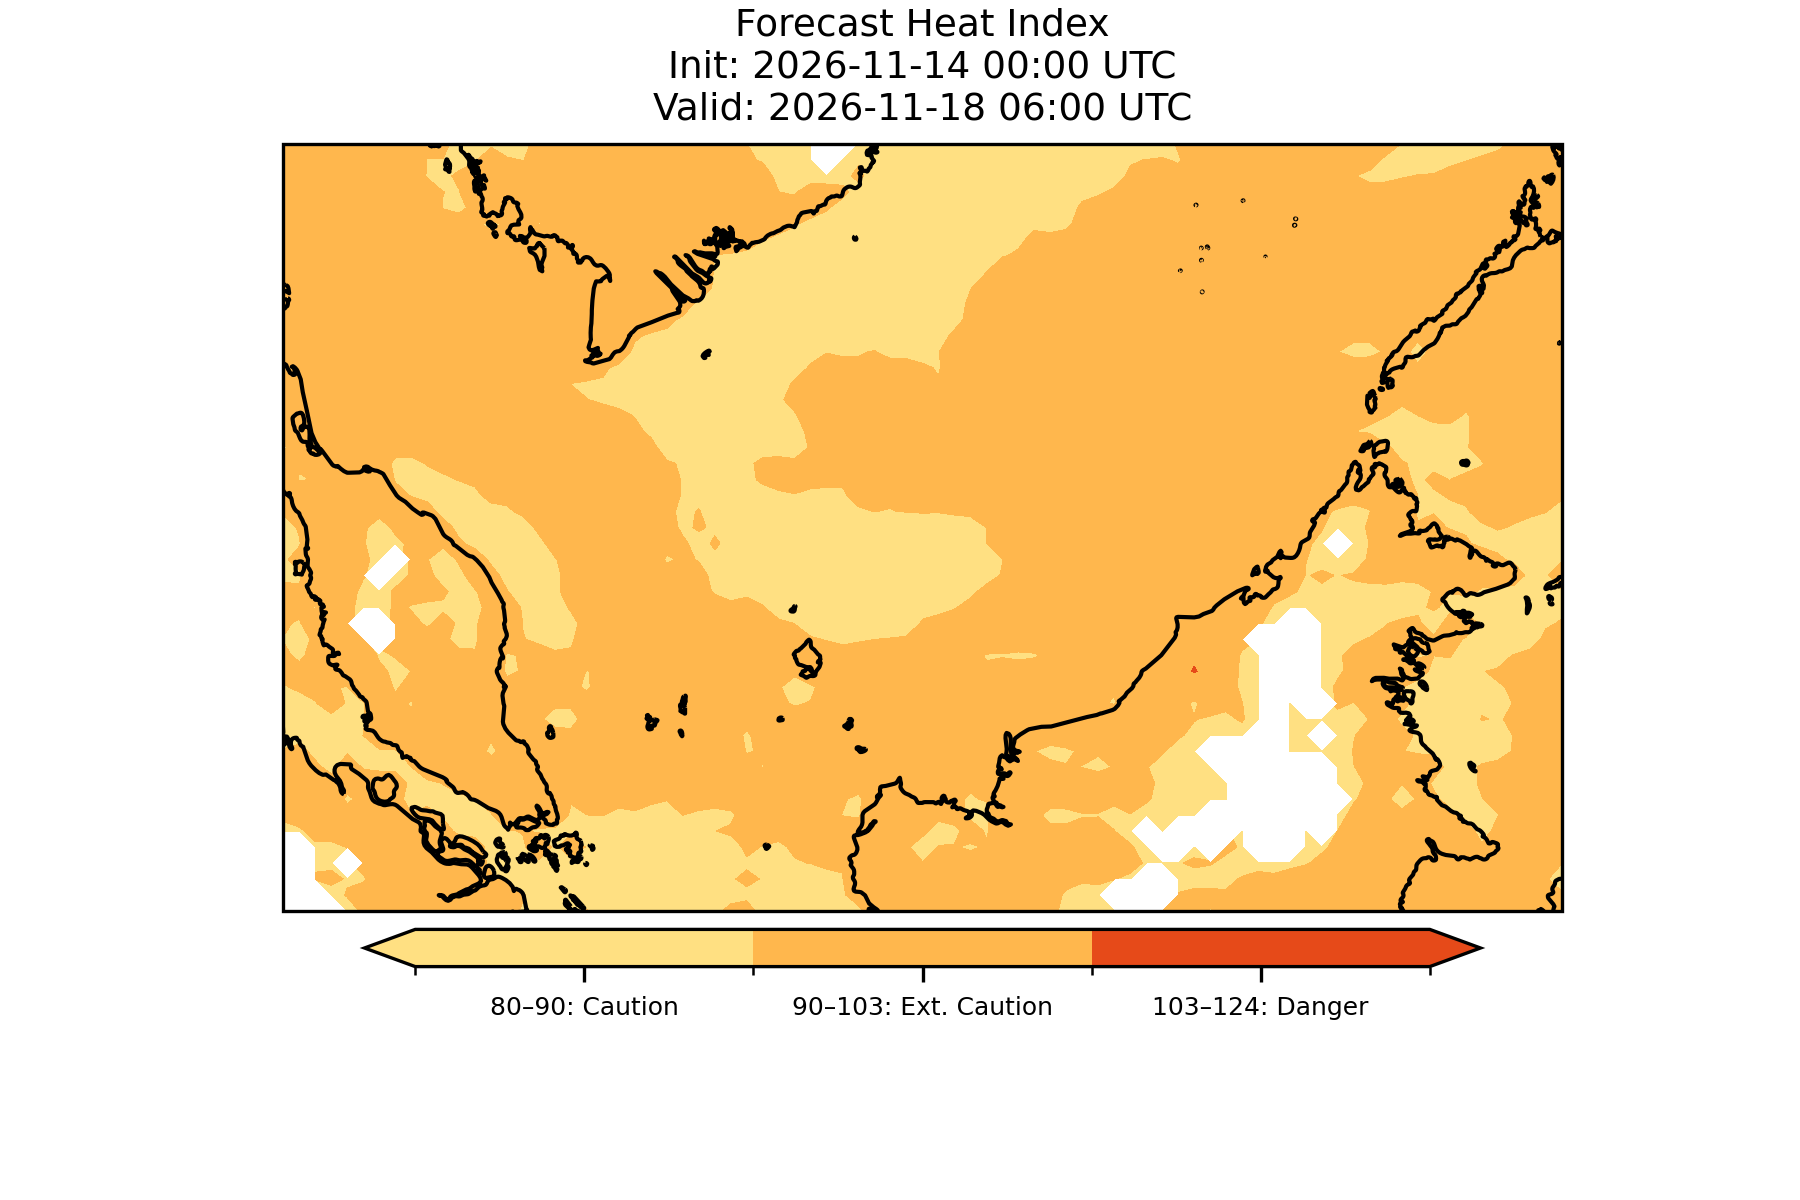 Forecast Heat Index
Init: 2026-11-14 00:00 UTC
Valid: 2026-11-18 06:00 UTC
80–90: Caution
90–103: Ext. Caution
103–124: Danger